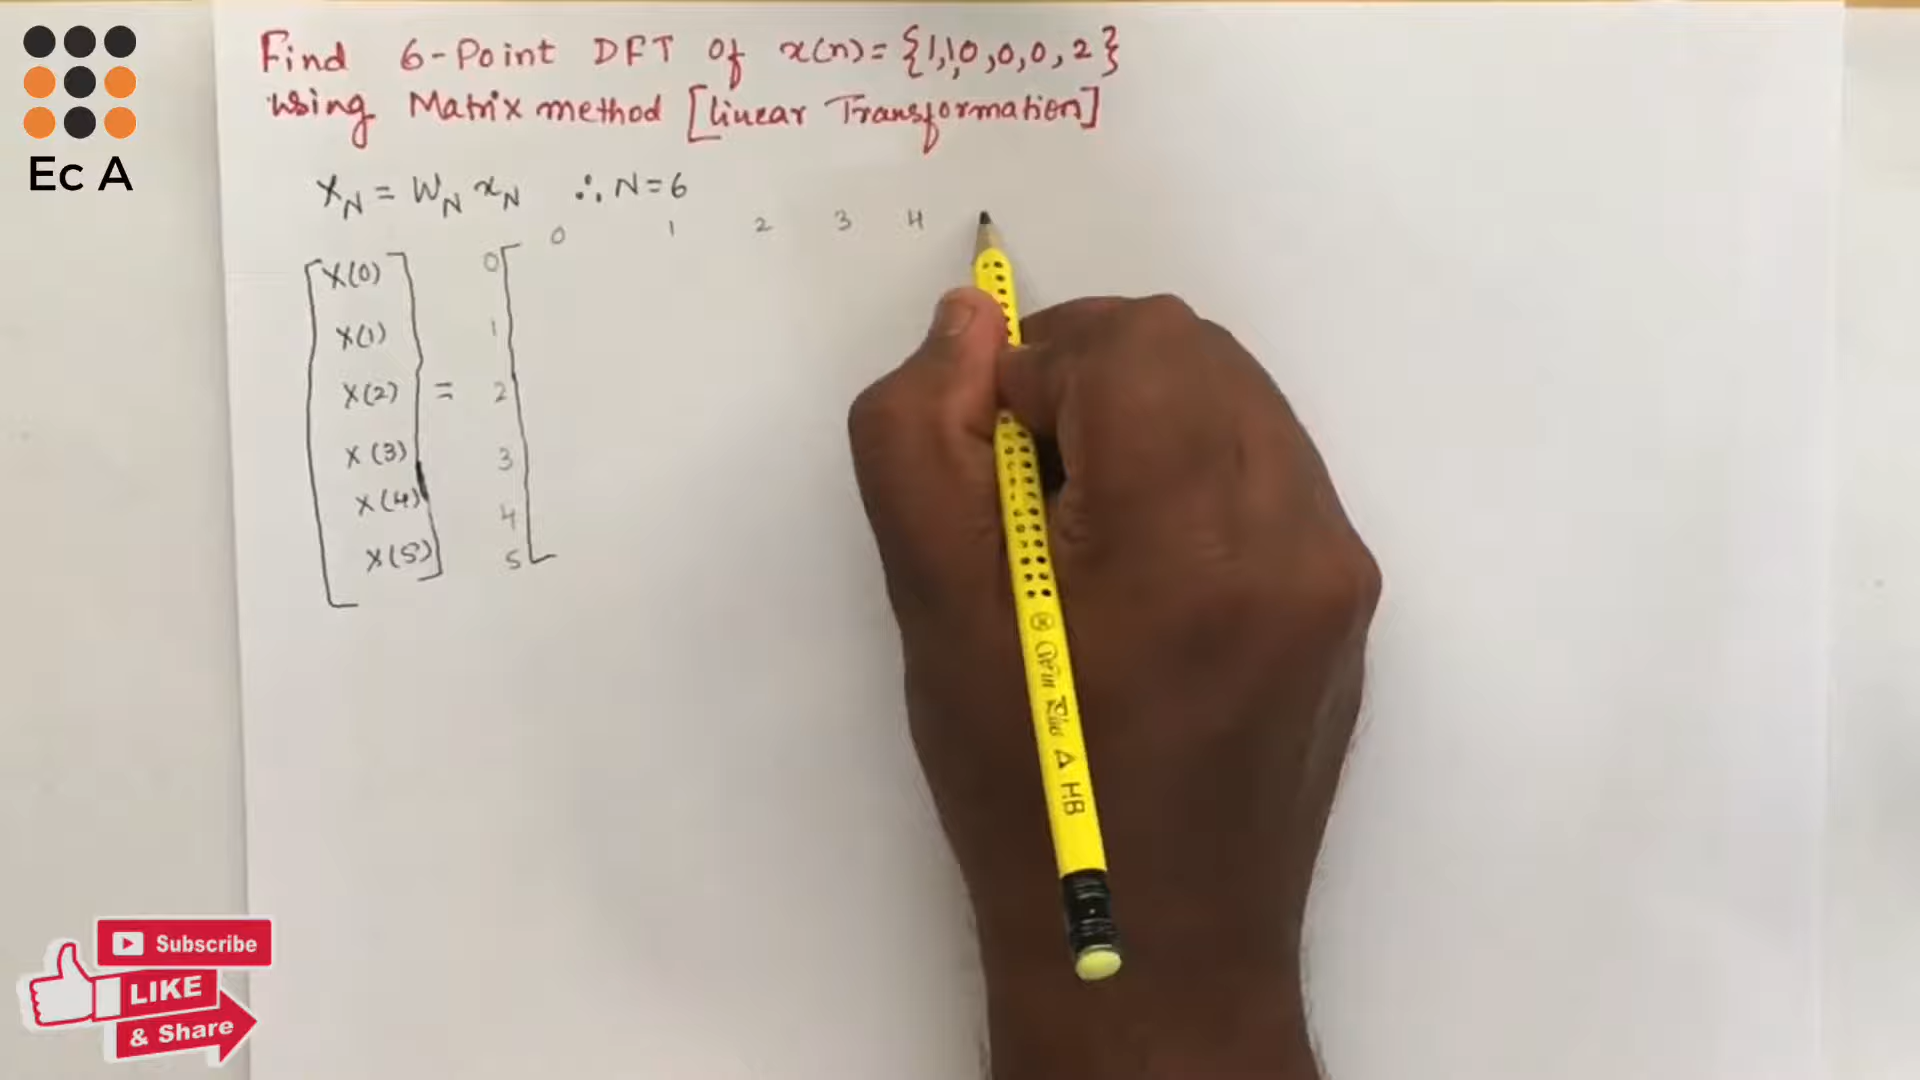 Find 6-Point DFT of x(n)= {1,1,0,0,0,2}
using Matrix method [linear Transformation]
Ec A
X_N = W_N x_N ∴ N=6
0 1 2 3 4
X(0) 0
X(1) 1
X(2) = 2
X(3) 3
X(4) 4
X(5) 5
HB
Subscribe
LIKE
& Share